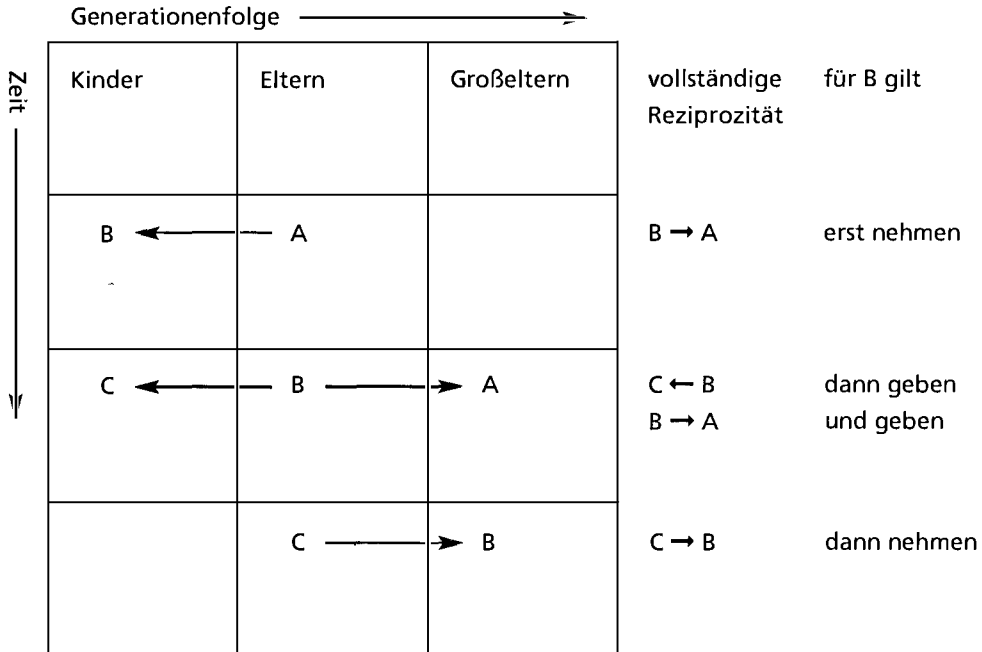 Generationenfolge
Zeit
Kinder Eltern Großeltern vollständige für B gilt
Reziprozität
B ← A B → A erst nehmen
C ← B → A C ← B dann geben
B → A und geben
C → B C → B dann nehmen